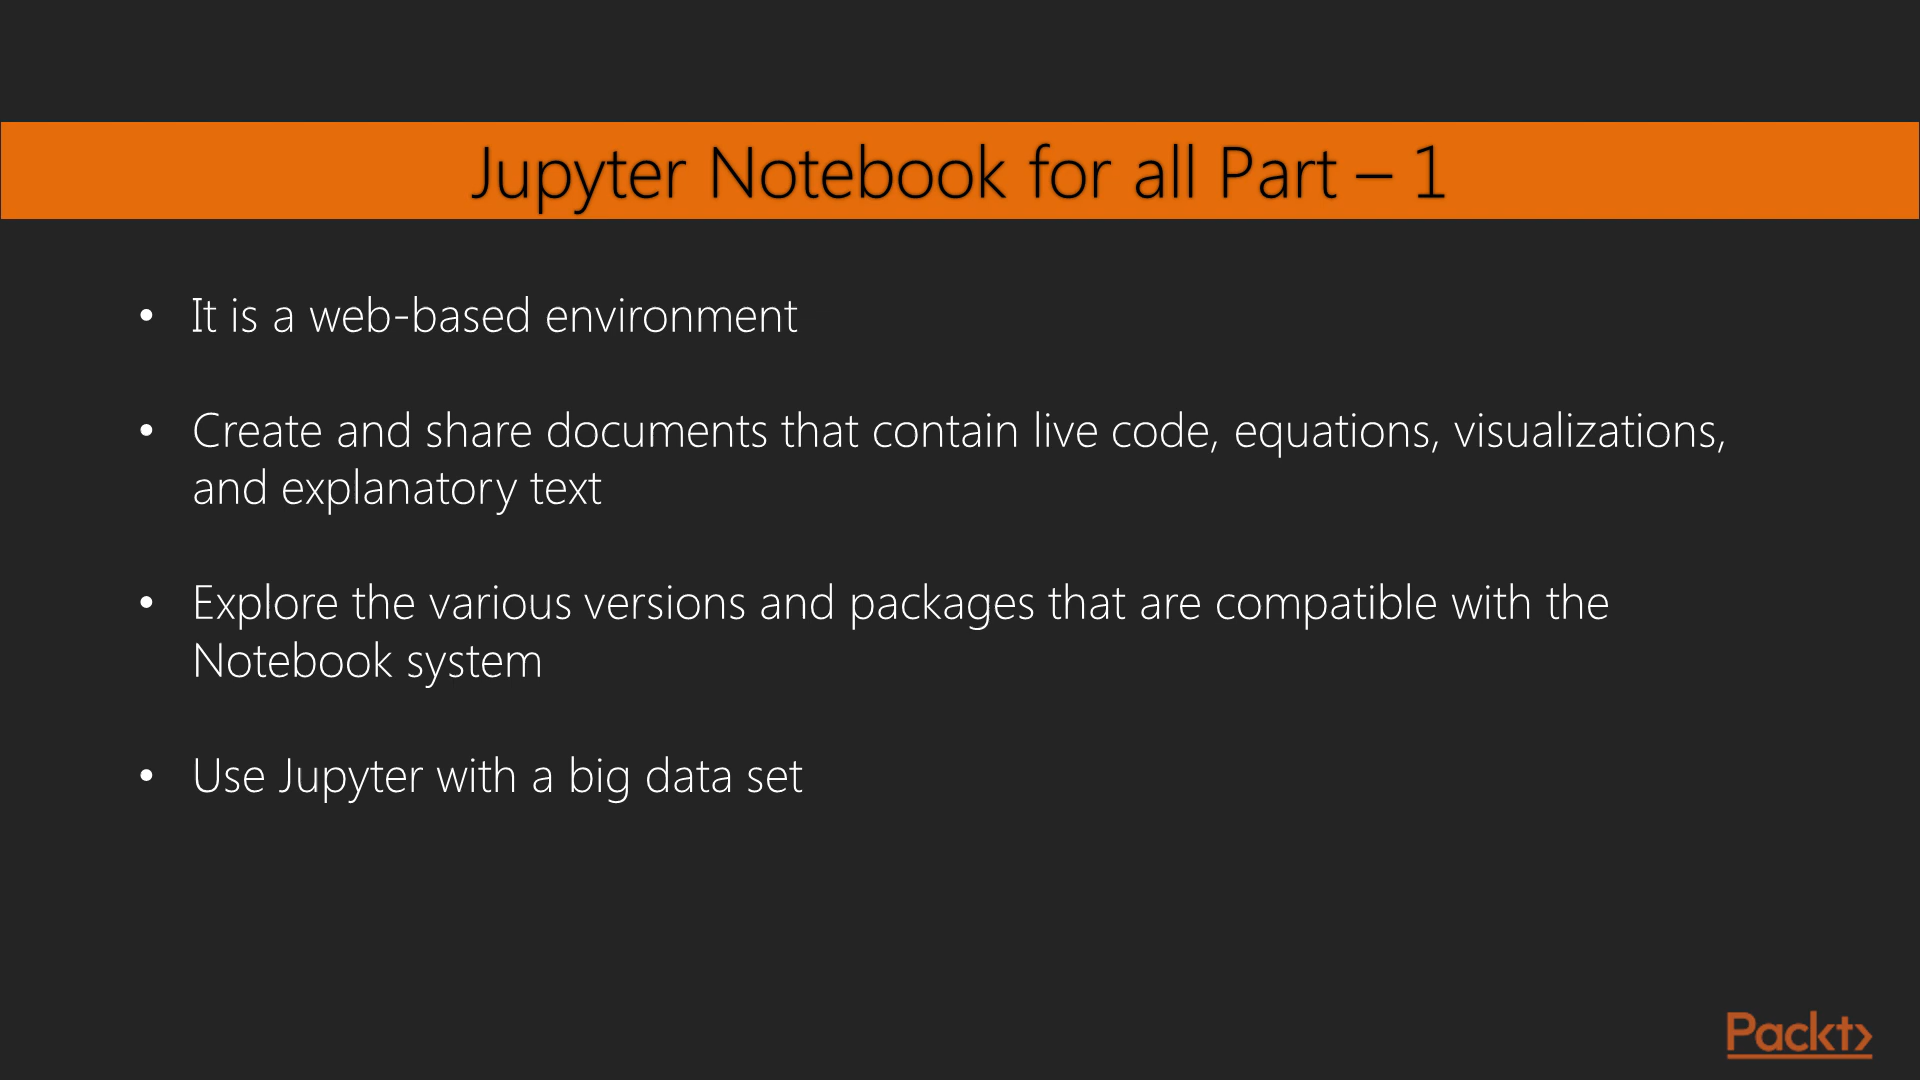 Jupyter Notebook for all Part – 1
• It is a web-based environment
• Create and share documents that contain live code, equations, visualizations,
and explanatory text
• Explore the various versions and packages that are compatible with the
Notebook system
• Use Jupyter with a big data set
Packt>